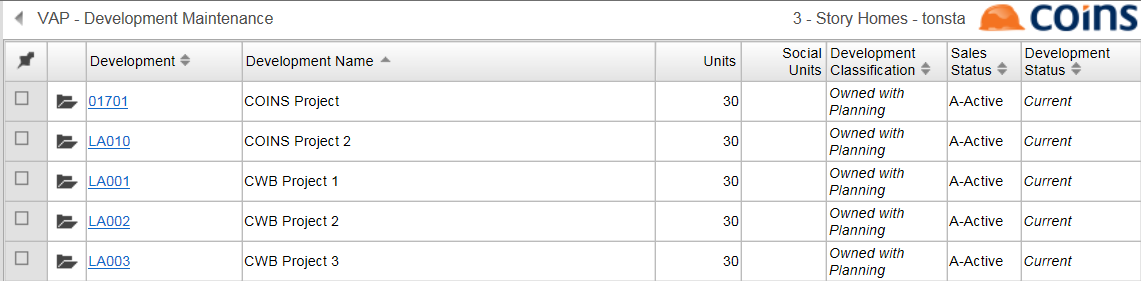 VAP - Development Maintenance 3 - Story Homes - tonsta coins
Development Development Name Units Social Units Development Classification Sales Status Development Status
01701 COINS Project 30 Owned with Planning A-Active Current
LA010 COINS Project 2 30 Owned with Planning A-Active Current
LA001 CWB Project 1 30 Owned with Planning A-Active Current
LA002 CWB Project 2 30 Owned with Planning A-Active Current
LA003 CWB Project 3 30 Owned with Planning A-Active Current